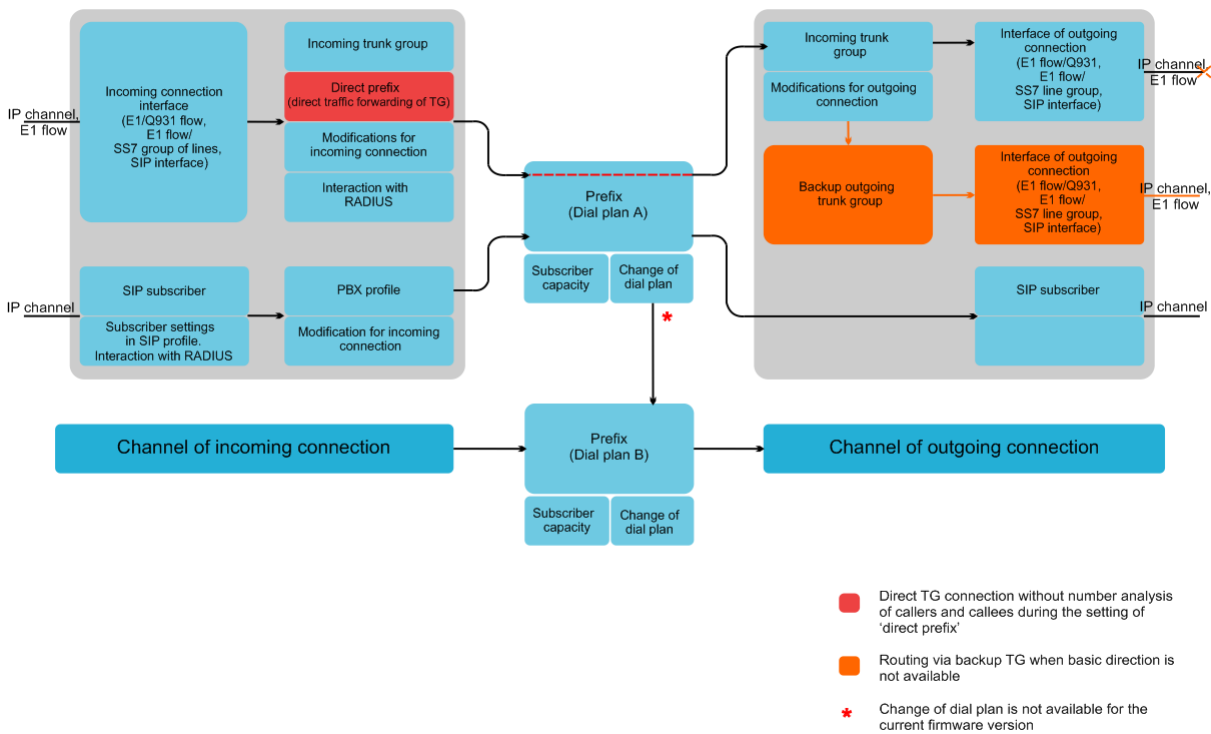 IP channel,
E1 flow
Incoming connection
interface
(E1/Q931 flow,
E1 flow/
SS7 group of lines,
SIP interface)
Incoming trunk group
Direct prefix
(direct traffic forwarding of TG)
Modifications for
incoming connection
Interaction with
RADIUS
IP channel
SIP subscriber
Subscriber settings
in SIP profile.
Interaction with RADIUS
PBX profile
Modification for incoming
connection
Prefix
(Dial plan A)
Subscriber
capacity
Change of
dial plan
*
Incoming trunk
group
Modifications for outgoing
connection
Interface of outgoing
connection
(E1 flow/Q931,
E1 flow/
SS7 line group,
SIP interface)
IP channel,
E1 flow
Backup outgoing
trunk group
Interface of outgoing
connection
(E1 flow/Q931,
E1 flow/
SS7 line group,
SIP interface)
IP channel,
E1 flow
SIP subscriber
IP channel
Channel of incoming connection
Prefix
(Dial plan B)
Subscriber
capacity
Change of
dial plan
Channel of outgoing connection
Direct TG connection without number analysis
of callers and callees during the setting of
‘direct prefix’
Routing via backup TG when basic direction is
not available
* Change of dial plan is not available for the
current firmware version